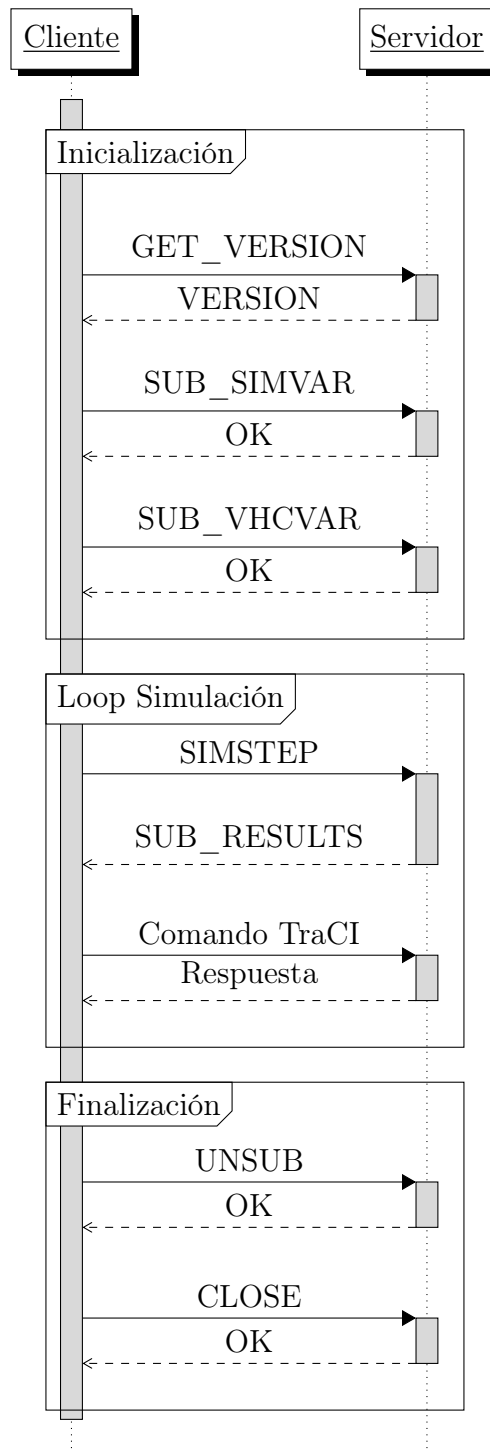 Cliente
Servidor
Inicialización
GET_VERSION
VERSION
SUB_SIMVAR
OK
SUB_VHCVAR
OK
Loop Simulación
SIMSTEP
SUB_RESULTS
Comando TraCI
Respuesta
Finalización
UNSUB
OK
CLOSE
OK